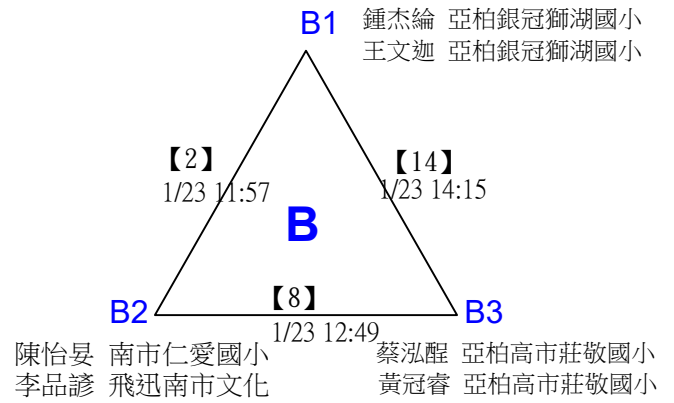 B1
鍾杰綸 亞柏銀冠獅湖國小
王文迦 亞柏銀冠獅湖國小
【2】
1/23 11:57
【14】
1/23 14:15
B
【8】
1/23 12:49
B2
陳怡妟 南市仁愛國小
李品諺 飛迅南市文化
B3
蔡泓酲 亞柏高市莊敬國小
黃冠睿 亞柏高市莊敬國小